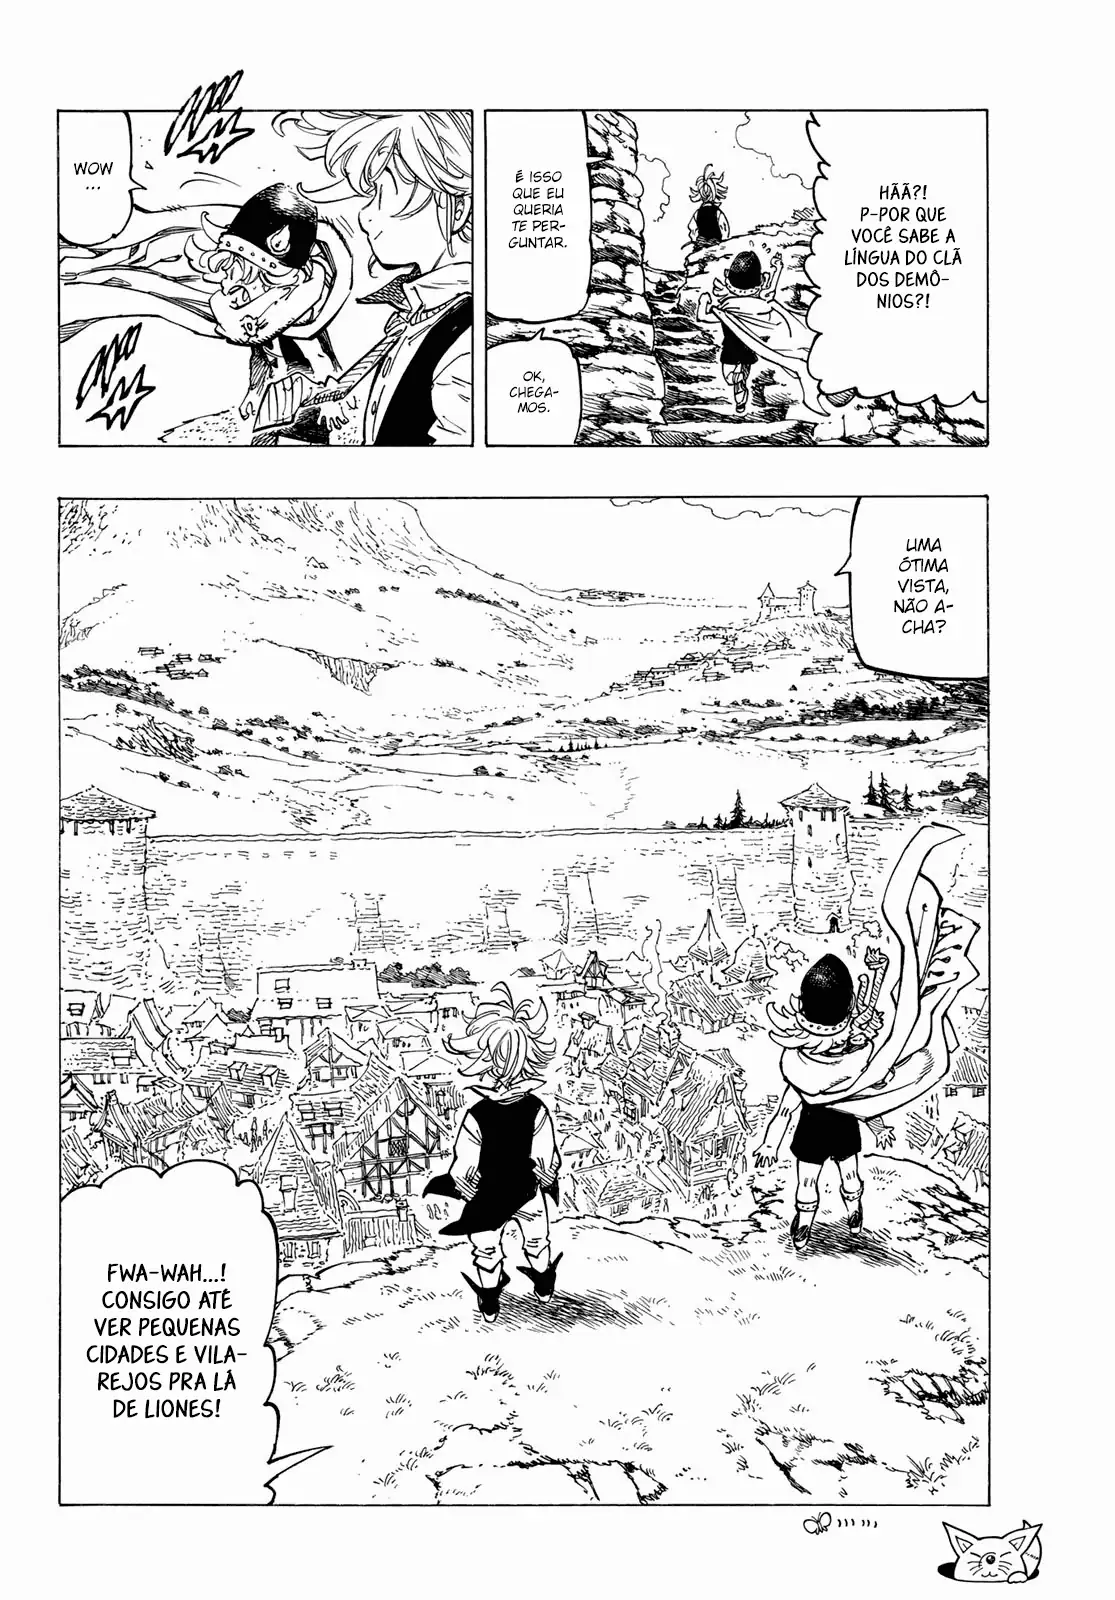 HÃÃ?!
P-POR QUE
VOCÊ SABE A
LÍNGUA DO CLÃ
DOS DEMÔ-
NIOS?!
É ISSO
QUE EU
QUERIA
TE PER-
GUNTAR.
OK,
CHEGA-
MOS.
WOW
...
UMA
ÓTIMA
VISTA,
NÃO A-
CHA?
FWA-WAH...!
CONSIGO ATÉ
VER PEQUENAS
CIDADES E VILA-
REJOS PRA LÁ
DE LIONES!